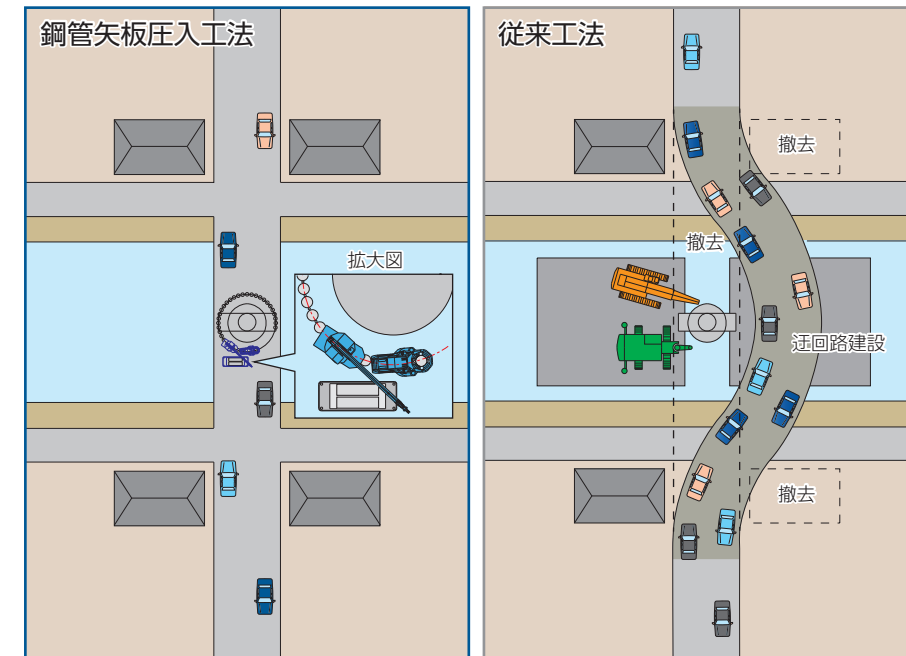 鋼管矢板圧入工法
拡大図
従来工法
撤去
撤去
迂回路建設
撤去